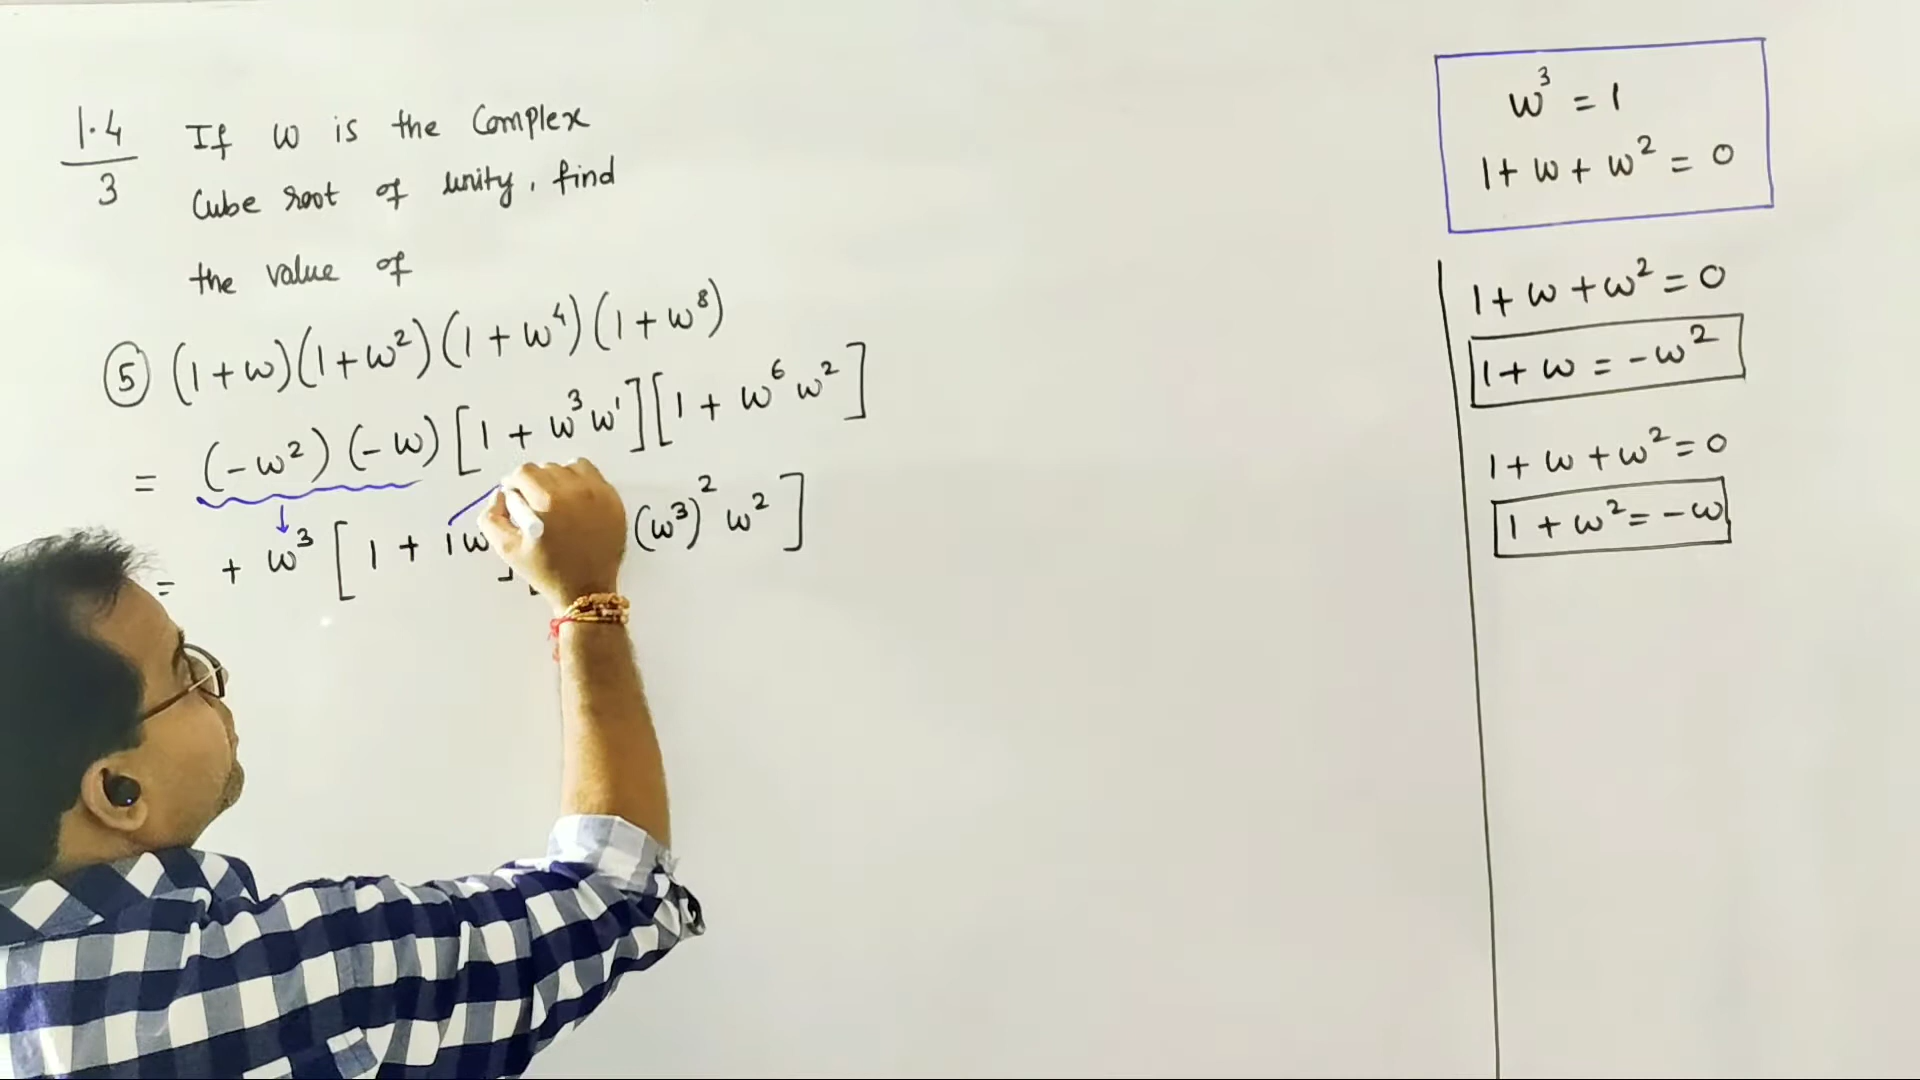 1.4/3 If ω is the Complex
Cube root of unity, find
the value of
⑤ (1+ω)(1+ω²)(1+ω⁴)(1+ω⁸)
= (-ω²)(-ω)[1+ω³ω¹][1+ω⁶ω²]
= +ω³[1+1ω][ (ω³)²ω²]
ω³ = 1
1+ω+ω² = 0
1+ω+ω²=0
1+ω = -ω²
1+ω+ω²=0
1+ω²=-ω